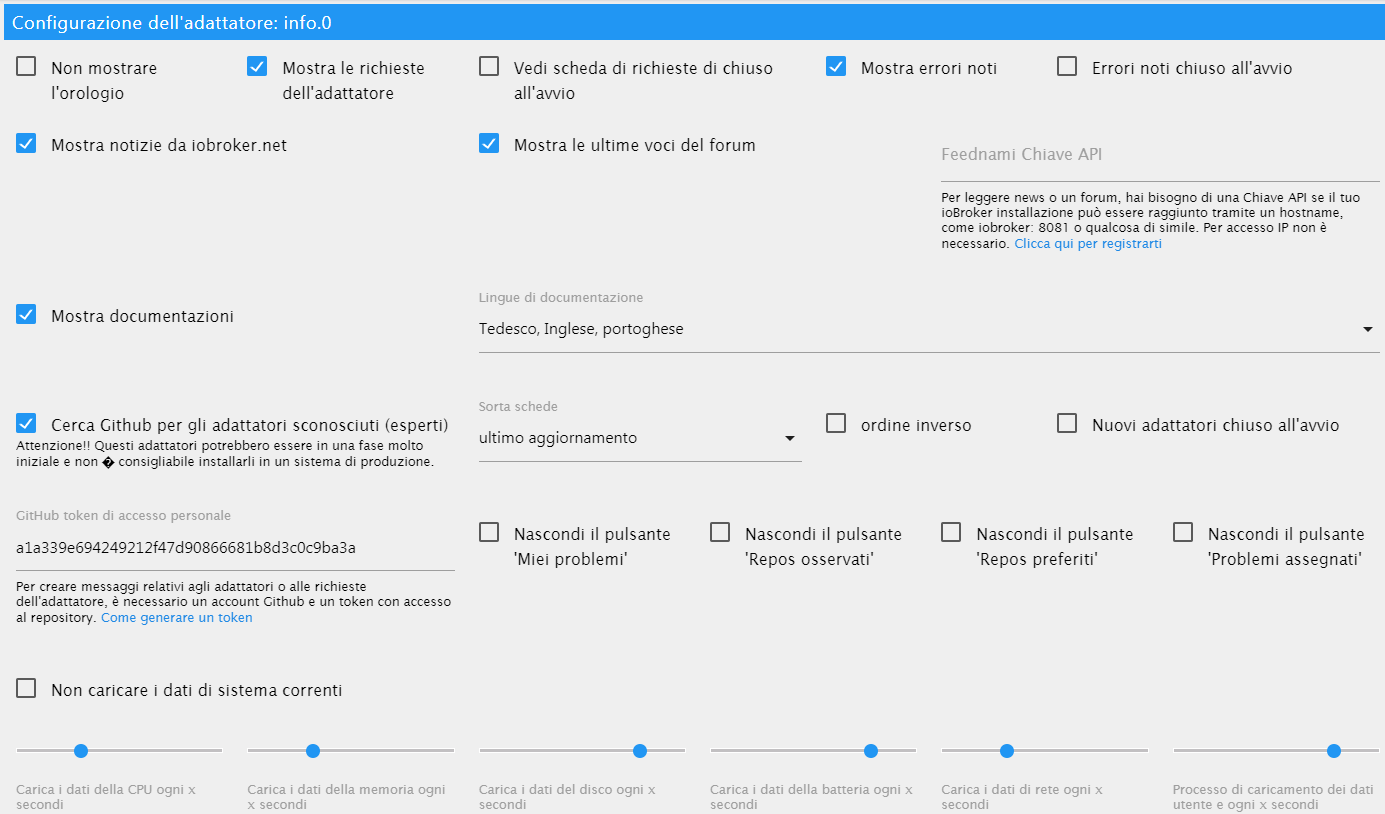 Configurazione dell'adattatore: info.0
Non mostrare
l'orologio
Mostra le richieste
dell'adattatore
Vedi scheda di richieste di chiuso
all'avvio
Mostra errori noti
Errori noti chiuso all'avvio
Mostra notizie da iobroker.net
Mostra le ultime voci del forum
Feednami Chiave API
Per leggere news o un forum, hai bisogno di una Chiave API se il tuo
ioBroker installazione può essere raggiunto tramite un hostname,
come iobroker: 8081 o qualcosa di simile. Per accesso IP non è
necessario. Clicca qui per registrarti
Mostra documentazioni
Lingue di documentazione
Tedesco, Inglese, portoghese
Cerca Github per gli adattatori sconosciuti (esperti)
Attenzione!! Questi adattatori potrebbero essere in una fase molto
iniziale e non � consigliabile installarli in un sistema di produzione.
Sorta schede
ultimo aggiornamento
ordine inverso
Nuovi adattatori chiuso all'avvio
GitHub token di accesso personale
a1a339e694249212f47d90866681b8d3c0c9ba3a
Per creare messaggi relativi agli adattatori o alle richieste
dell'adattatore, è necessario un account Github e un token con accesso
al repository. Come generare un token
Nascondi il pulsante
'Miei problemi'
Nascondi il pulsante
'Repos osservati'
Nascondi il pulsante
'Repos preferiti'
Nascondi il pulsante
'Problemi assegnati'
Non caricare i dati di sistema correnti
Carica i dati della CPU ogni x
secondi
Carica i dati della memoria ogni
x secondi
Carica i dati del disco ogni x
secondi
Carica i dati della batteria ogni x
secondi
Carica i dati di rete ogni x
secondi
Processo di caricamento dei dati
utente e ogni x secondi